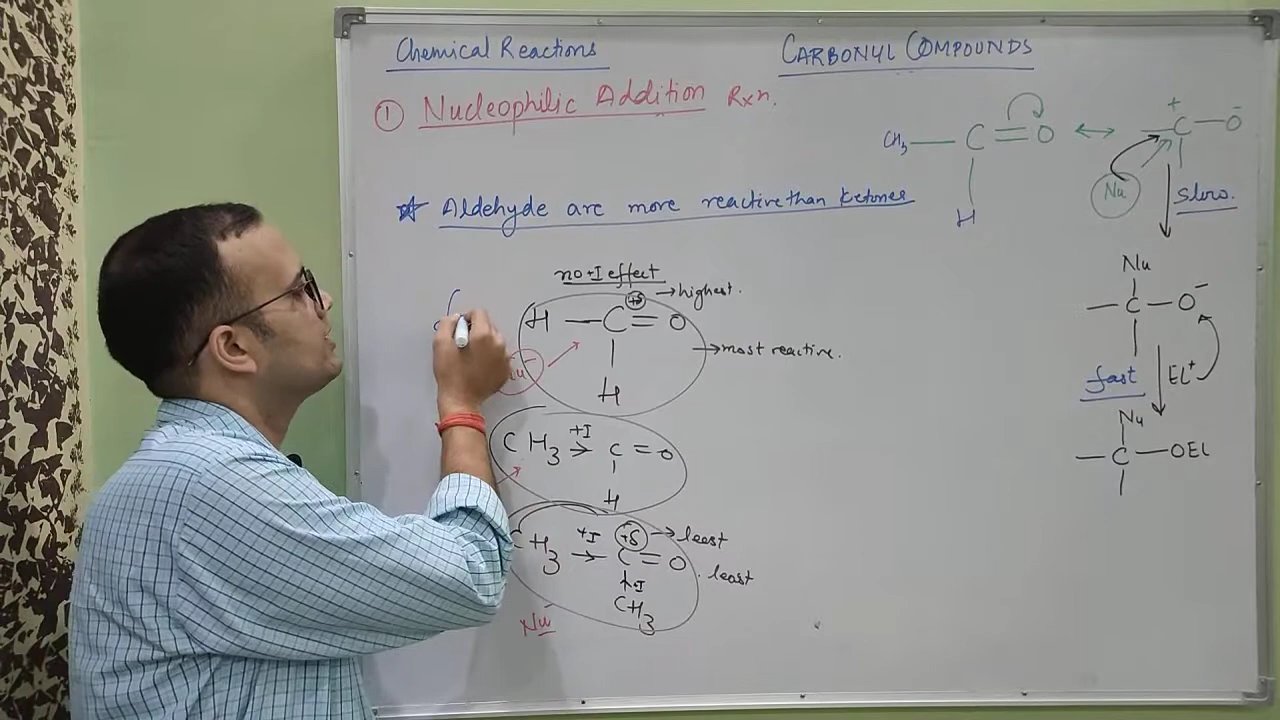 Chemical Reactions
CARBONYL COMPOUNDS
① Nucleophilic Addition Rxn.
CH3 — C = O ↔ — C — O
+
-
H
Nu
Slow.
☆ Aldehyde are more reactive than Ketones
Nu
— C — O -
fast
El+
Nu
— C — OEl
no +I effect
+δ → highest.
H — C = O
→ most reactive.
Nu -
H
+I
CH3 → C = O
H
+I +δ → least
CH3 → C = O
. least
+I
CH3
Nu -